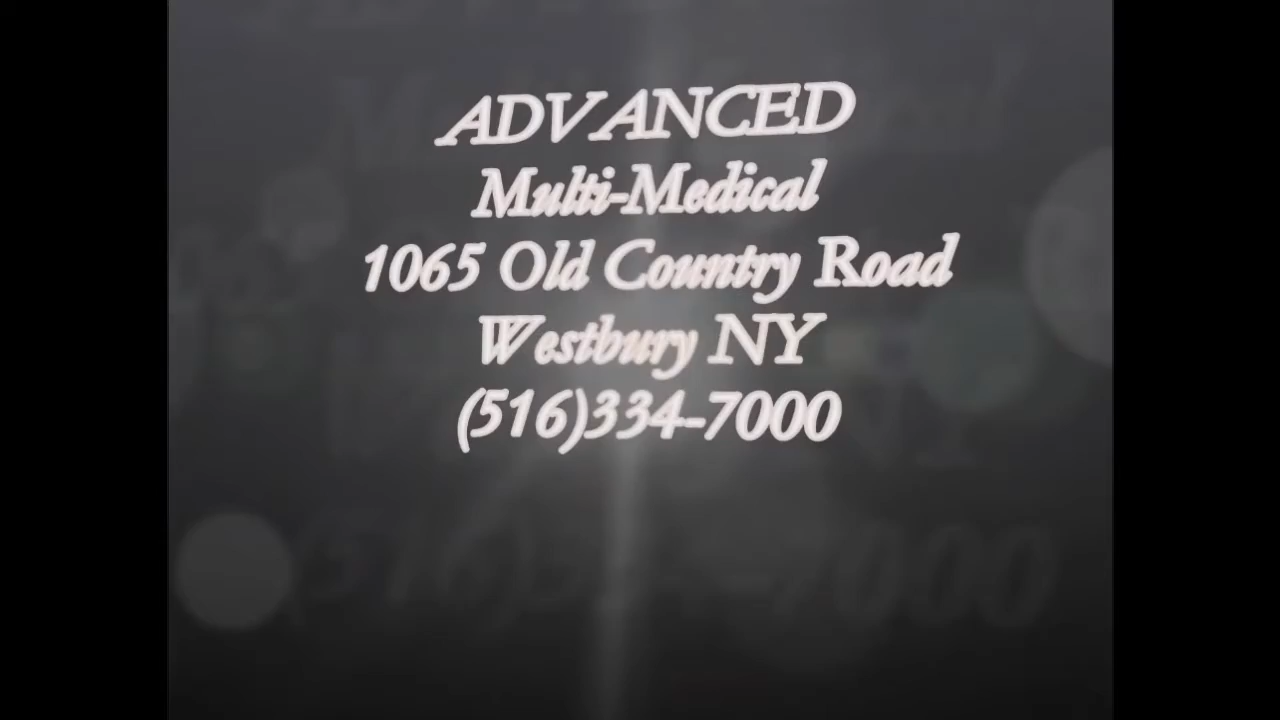 ADVANCED
Multi-Medical
1065 Old Country Road
Westbury NY
(516)334-7000